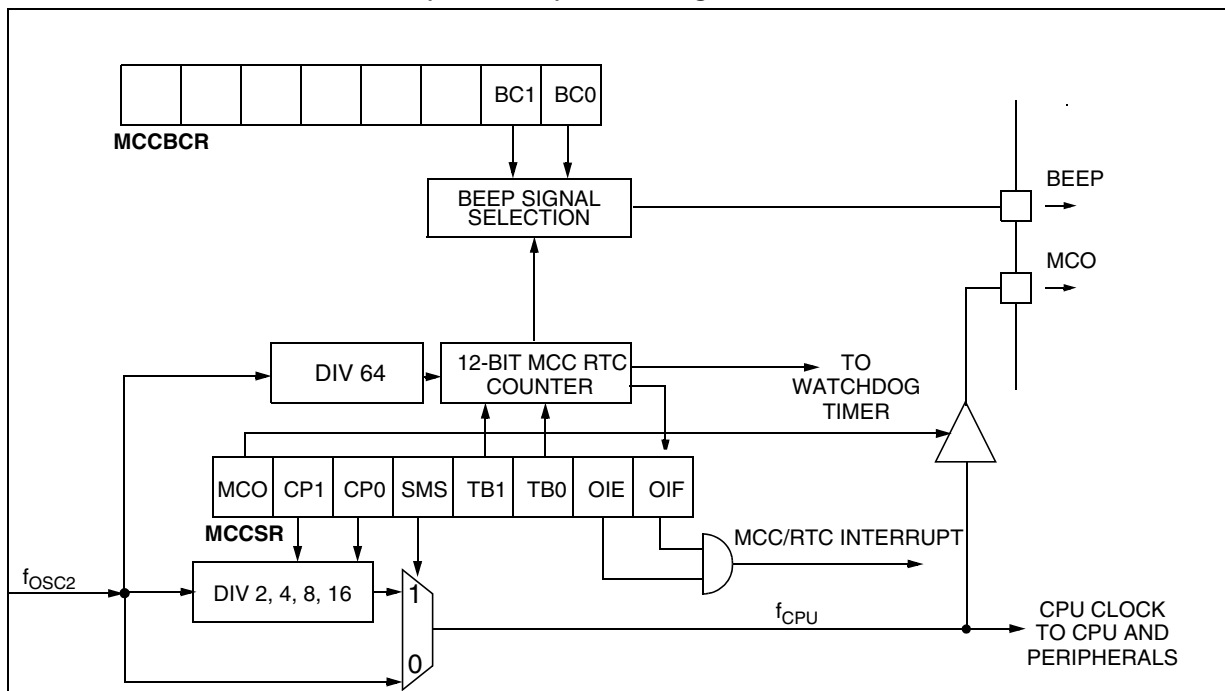 BC1 BC0
MCCBCR
BEEP SIGNAL
SELECTION
BEEP
MCO
DIV 64
12-BIT MCC RTC
COUNTER
TO
WATCHDOG
TIMER
MCO CP1 CP0 SMS TB1 TB0 OIE OIF
MCCSR
MCC/RTC INTERRUPT
fOSC2
DIV 2, 4, 8, 16
1
0
fCPU
CPU CLOCK
TO CPU AND
PERIPHERALS